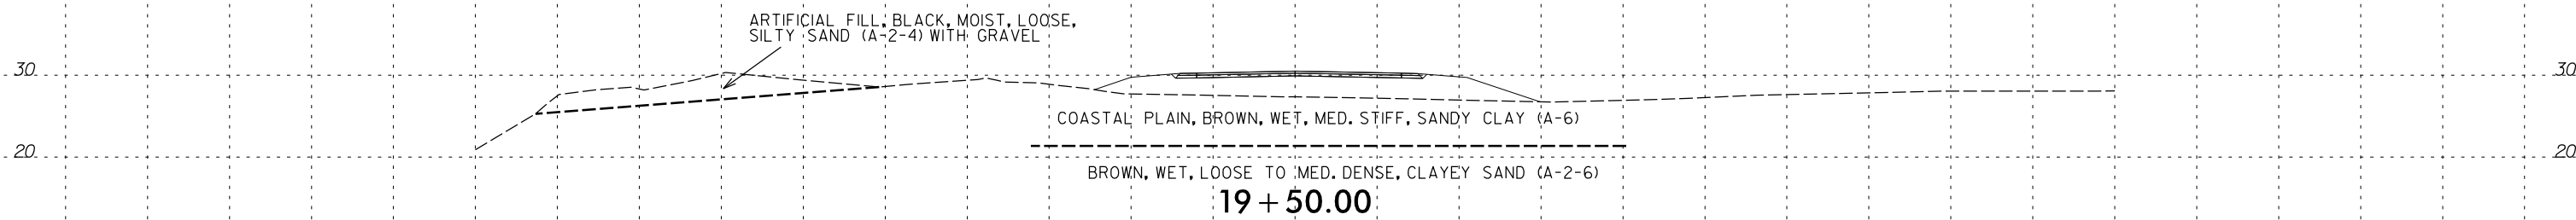 ARTIFICIAL FILL, BLACK, MOIST, LOOSE,
SILTY SAND (A-2-4) WITH GRAVEL
30 30
COASTAL PLAIN, BROWN, WET, MED. STIFF, SANDY CLAY (A-6)
20 20
BROWN, WET, LOOSE TO MED. DENSE, CLAYEY SAND (A-2-6)
19+50.00